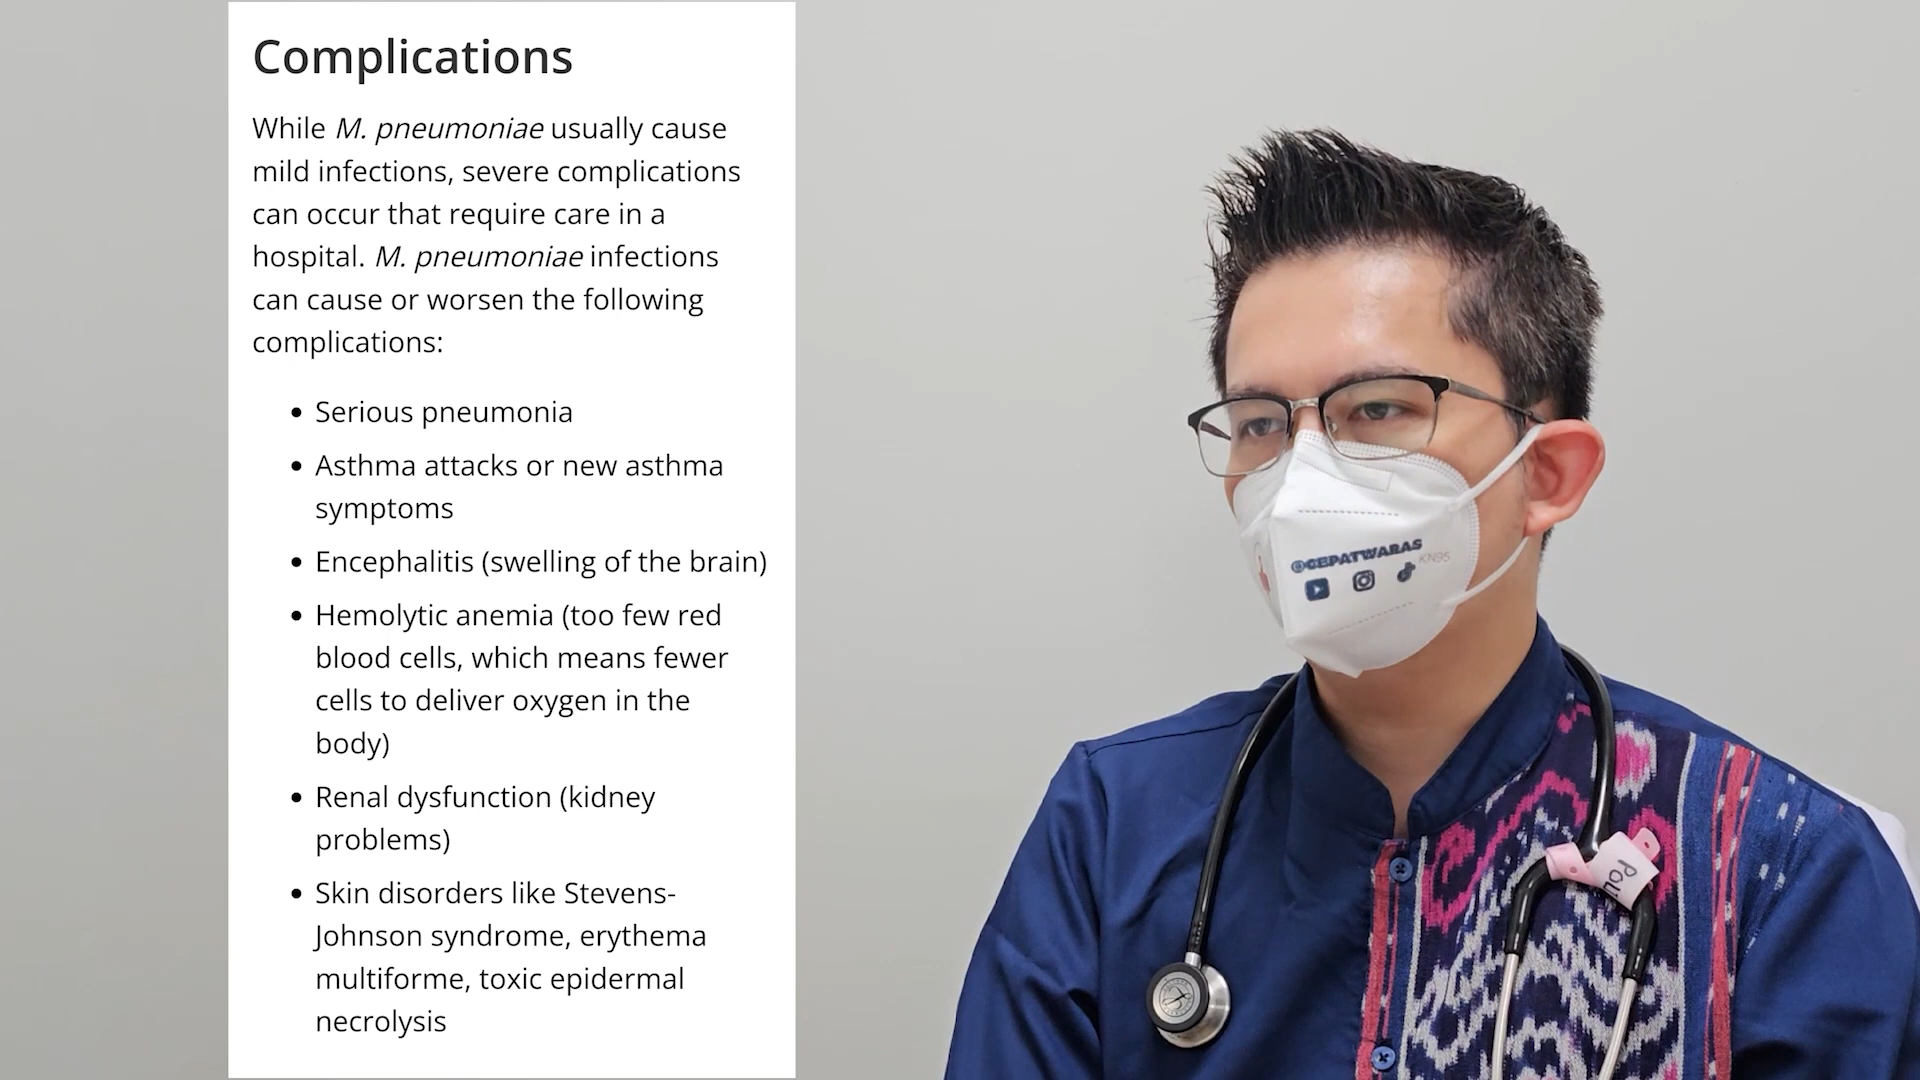 Complications
While M. pneumoniae usually cause
mild infections, severe complications
can occur that require care in a
hospital. M. pneumoniae infections
can cause or worsen the following
complications:
• Serious pneumonia
• Asthma attacks or new asthma
symptoms
• Encephalitis (swelling of the brain)
• Hemolytic anemia (too few red
blood cells, which means fewer
cells to deliver oxygen in the
body)
• Renal dysfunction (kidney
problems)
• Skin disorders like Stevens-
Johnson syndrome, erythema
multiforme, toxic epidermal
necrolysis
@CEPATWARAS
KN95